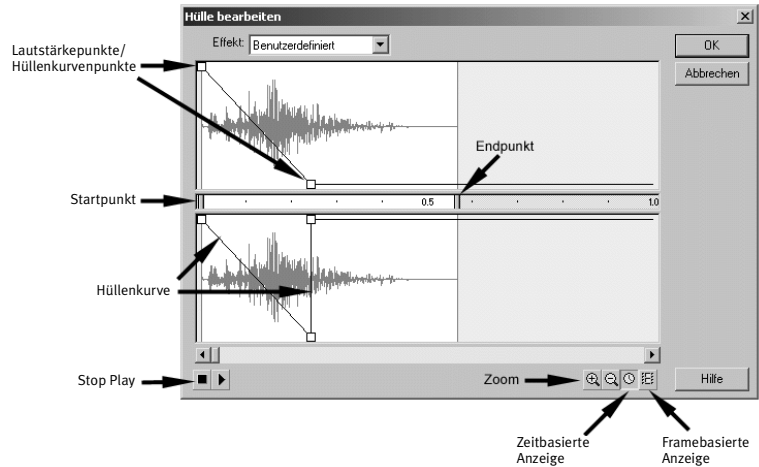 Hülle bearbeiten
Effekt: Benutzerdefiniert
OK
Abbrechen
Lautstärkepunkte/
Hüllenkurvenpunkte
Endpunkt
Startpunkt
0.5
1.0
Hüllenkurve
Stop Play
Zoom
Hilfe
Zeitbasierte
Anzeige
Framebasierte
Anzeige